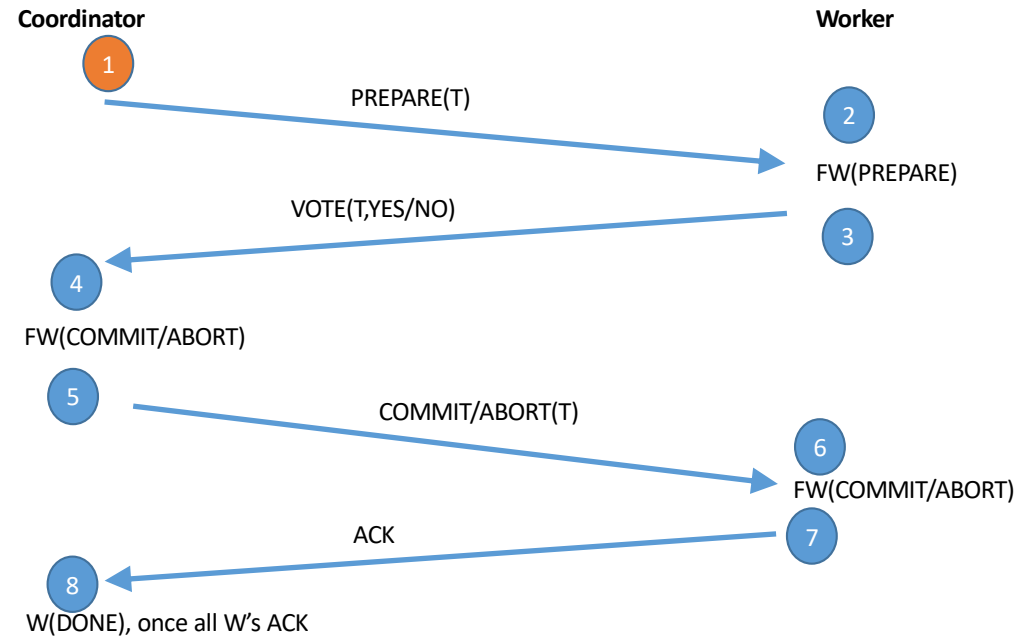 Coordinator
Worker
1
PREPARE(T)
2
FW(PREPARE)
VOTE(T,YES/NO)
3
4
FW(COMMIT/ABORT)
5
COMMIT/ABORT(T)
6
FW(COMMIT/ABORT)
ACK
7
8
W(DONE), once all W's ACK